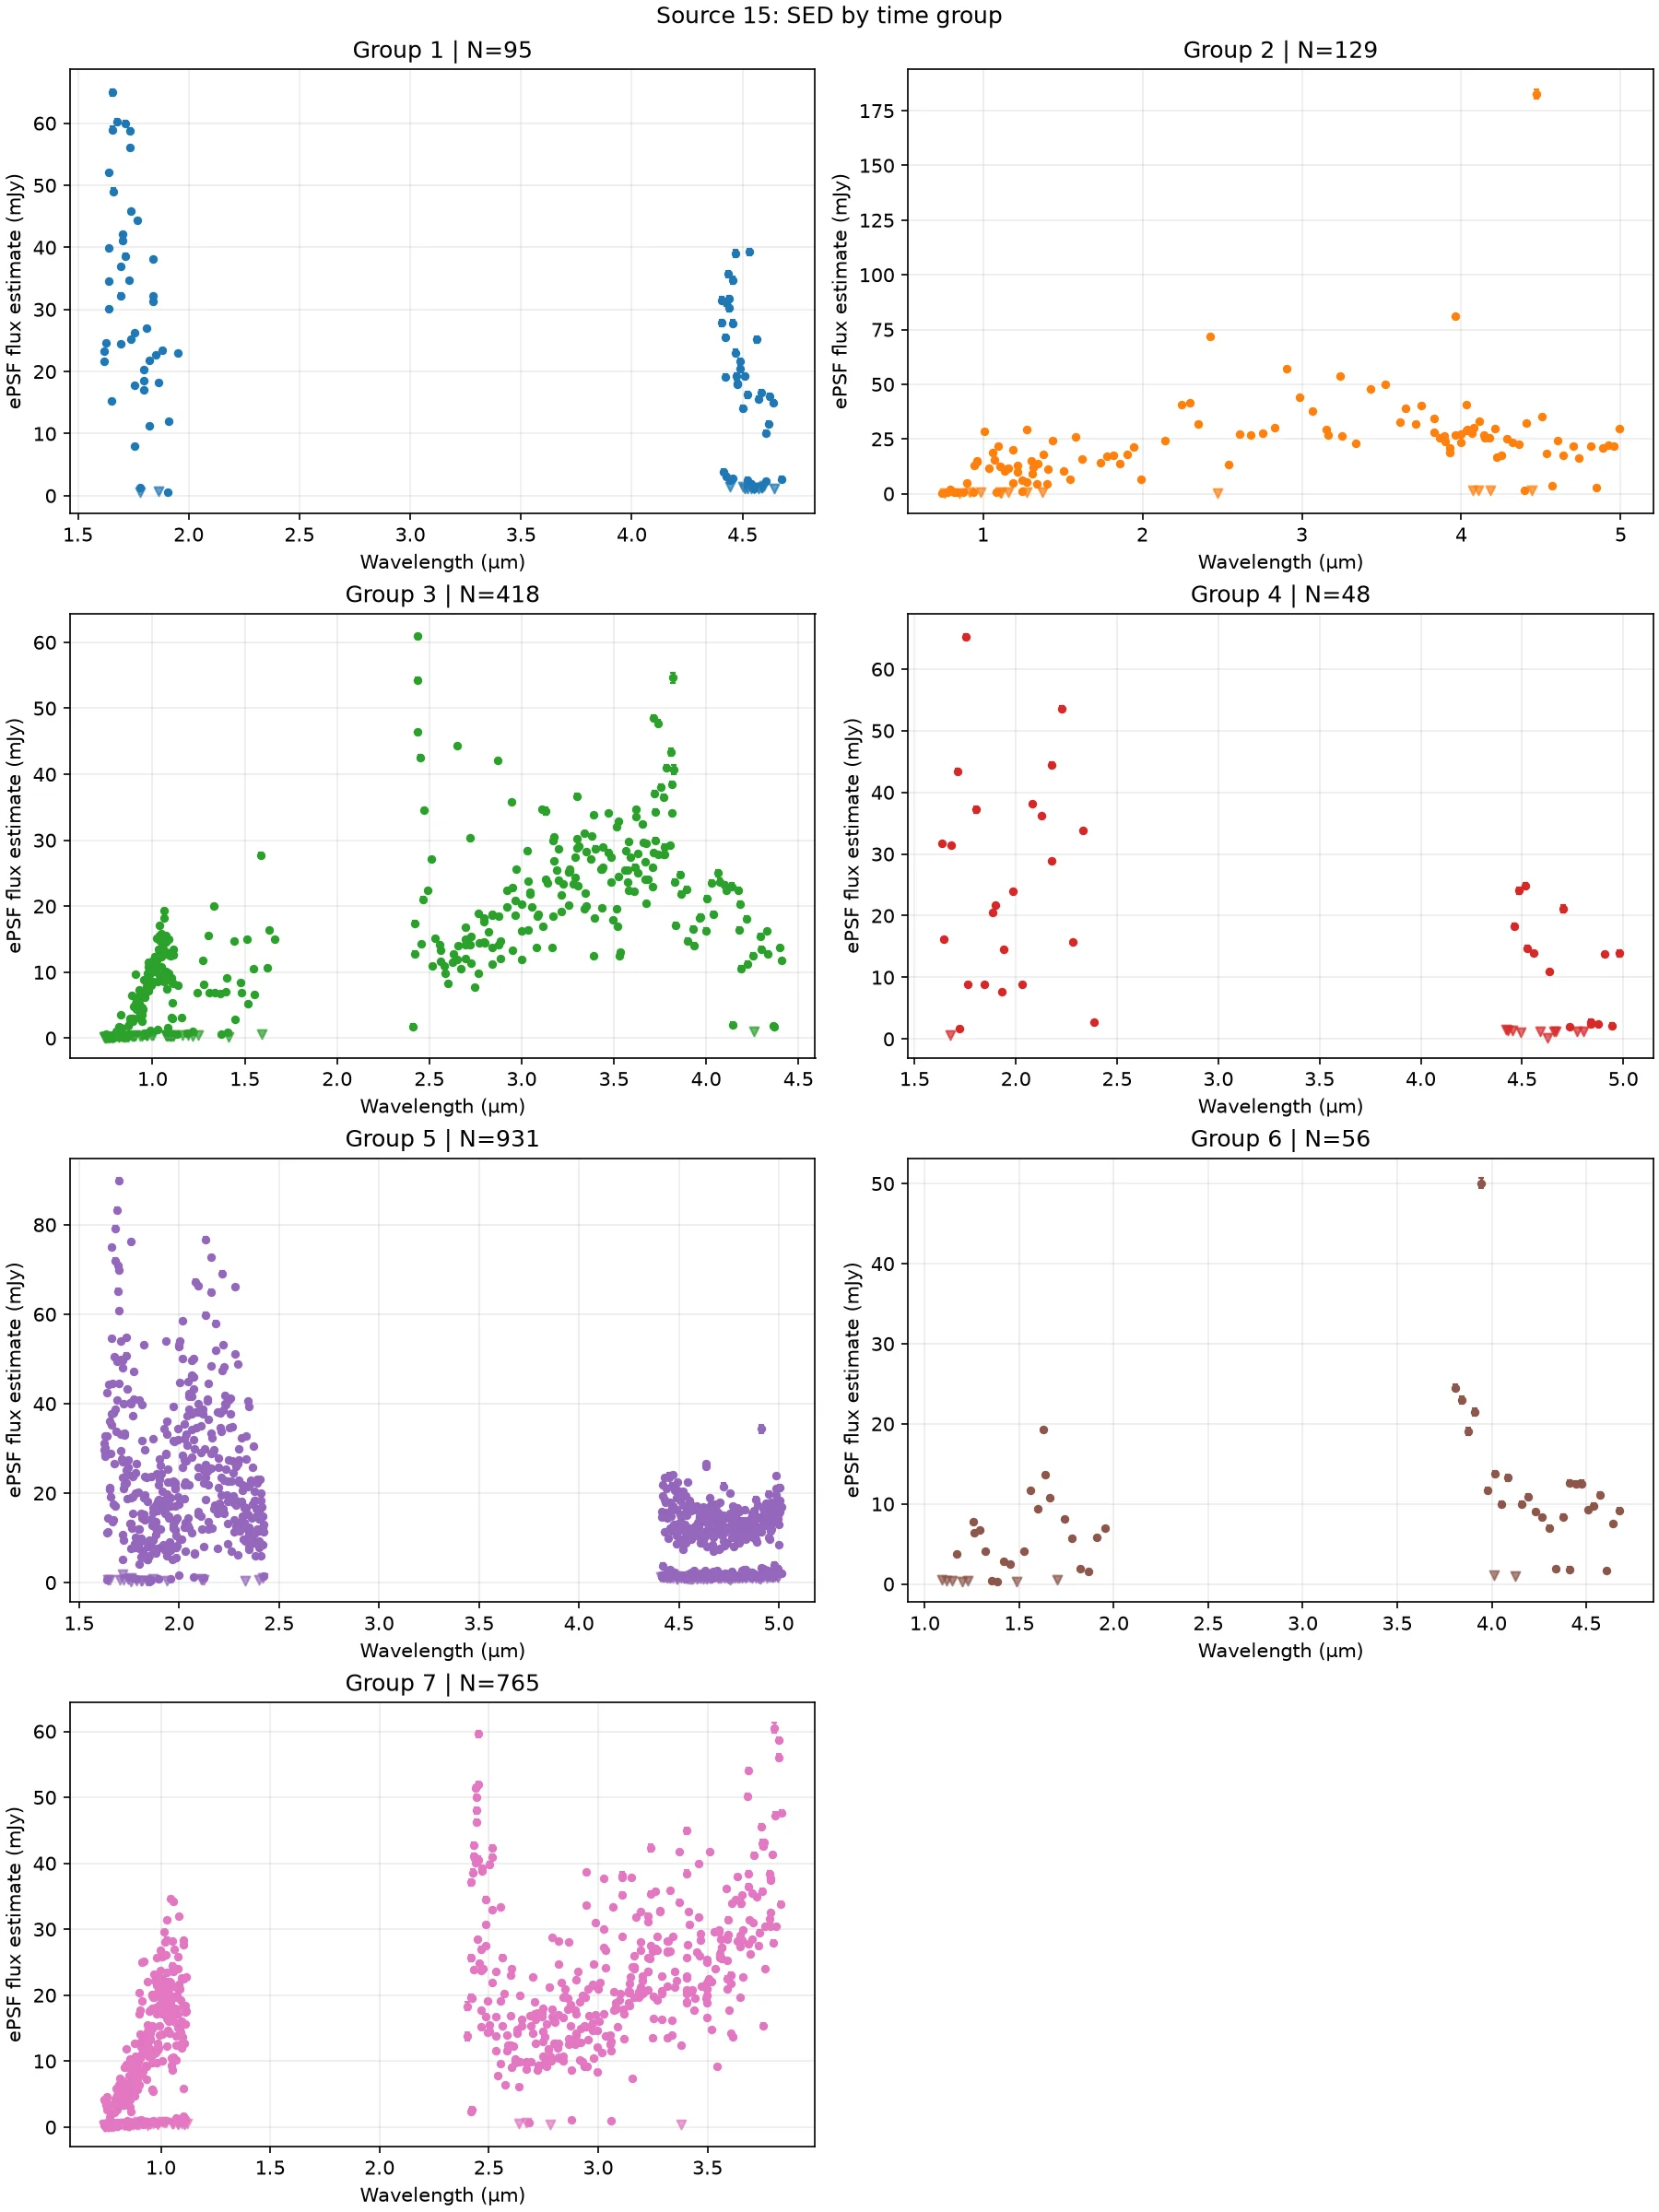 Source 15: SED by time group
Group 1 | N=95
ePSF flux estimate (mJy)
60
50
40
30
20
10
0
1.5 2.0 2.5 3.0 3.5 4.0 4.5
Wavelength (μm)
Group 2 | N=129
ePSF flux estimate (mJy)
175
150
125
100
75
50
25
0
1 2 3 4 5
Wavelength (μm)
Group 3 | N=418
ePSF flux estimate (mJy)
60
50
40
30
20
10
0
1.0 1.5 2.0 2.5 3.0 3.5 4.0 4.5
Wavelength (μm)
Group 4 | N=48
ePSF flux estimate (mJy)
60
50
40
30
20
10
0
1.5 2.0 2.5 3.0 3.5 4.0 4.5 5.0
Wavelength (μm)
Group 5 | N=931
ePSF flux estimate (mJy)
80
60
40
20
0
1.5 2.0 2.5 3.0 3.5 4.0 4.5 5.0
Wavelength (μm)
Group 6 | N=56
ePSF flux estimate (mJy)
50
40
30
20
10
0
1.0 1.5 2.0 2.5 3.0 3.5 4.0 4.5
Wavelength (μm)
Group 7 | N=765
ePSF flux estimate (mJy)
60
50
40
30
20
10
0
1.0 1.5 2.0 2.5 3.0 3.5
Wavelength (μm)